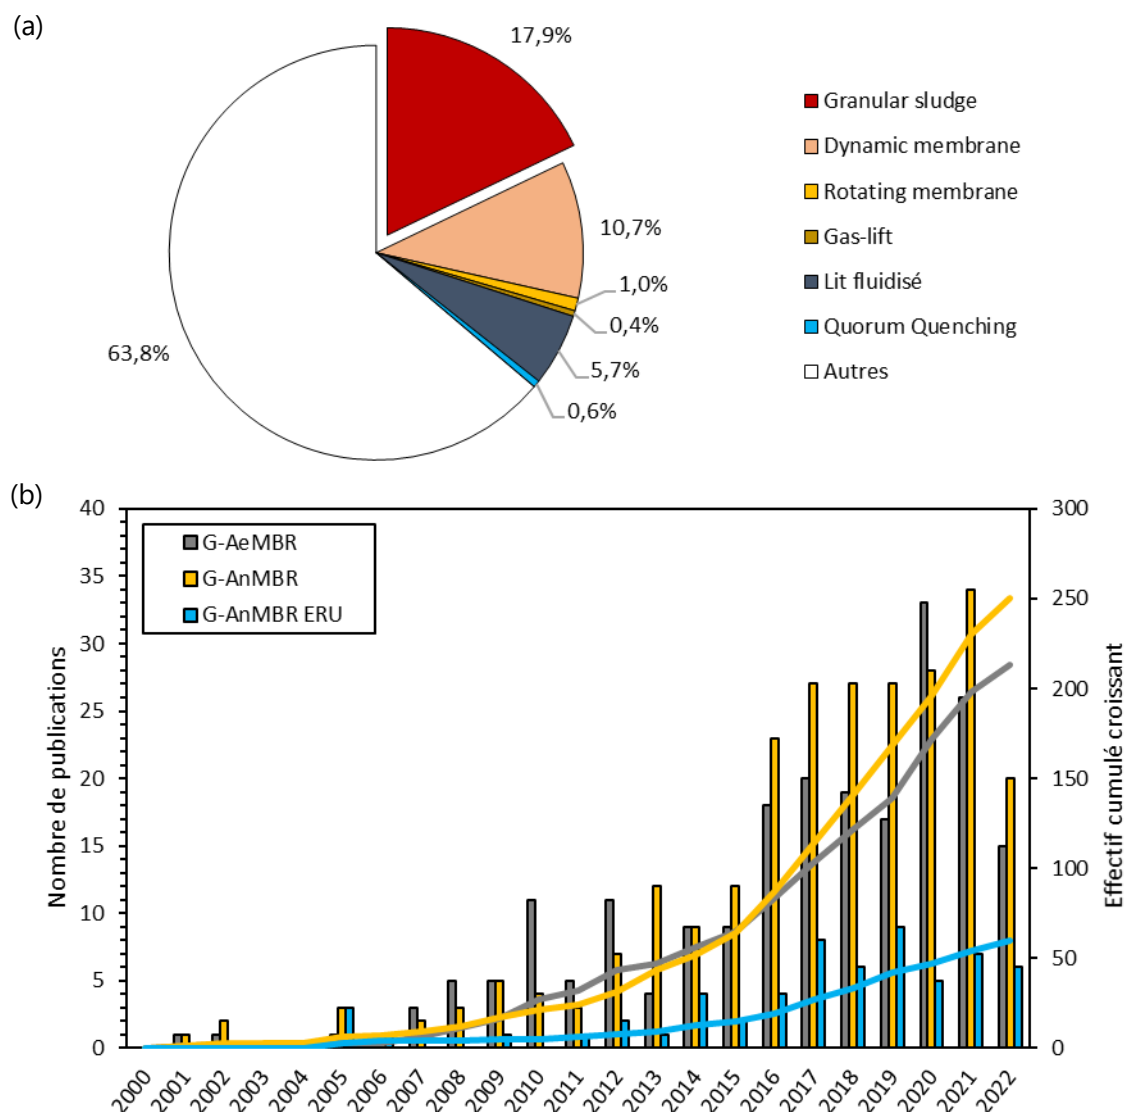 (a)
17,9%
10,7%
1,0%
0,4%
5,7%
0,6%
63,8%
Granular sludge
Dynamic membrane
Rotating membrane
Gas-lift
Lit fluidisé
Quorum Quenching
Autres
(b)
G-AeMBR
G-AnMBR
G-AnMBR ERU
Nombre de publications
40
35
30
25
20
15
10
5
0
Effectif cumulé croissant
300
250
200
150
100
50
0
2000 2001 2002 2003 2004 2005 2006 2007 2008 2009 2010 2011 2012 2013 2014 2015 2016 2017 2018 2019 2020 2021 2022